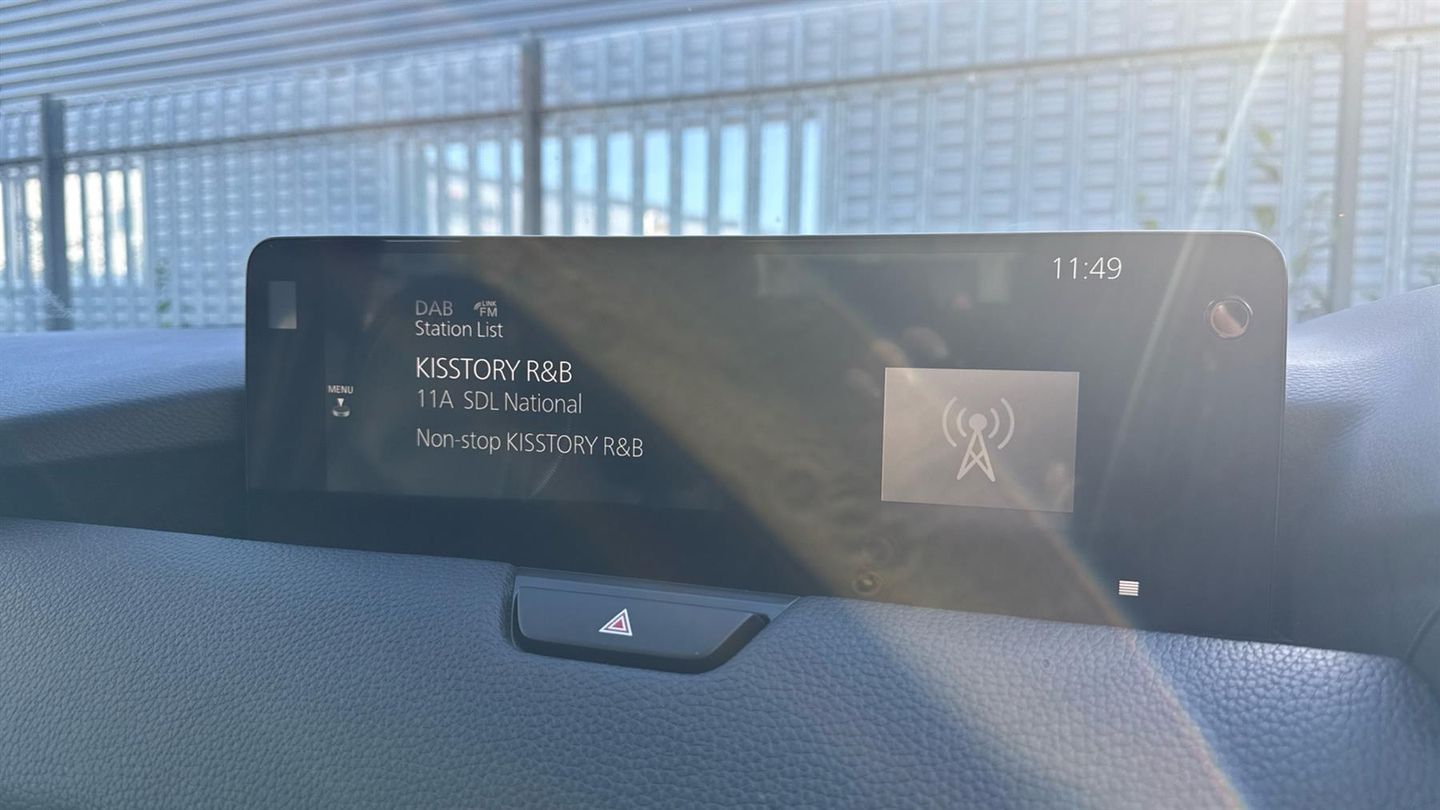 11:49
DAB LINK FM
Station List
KISSTORY R&B
MENU
11A SDL National
Non-stop KISSTORY R&B